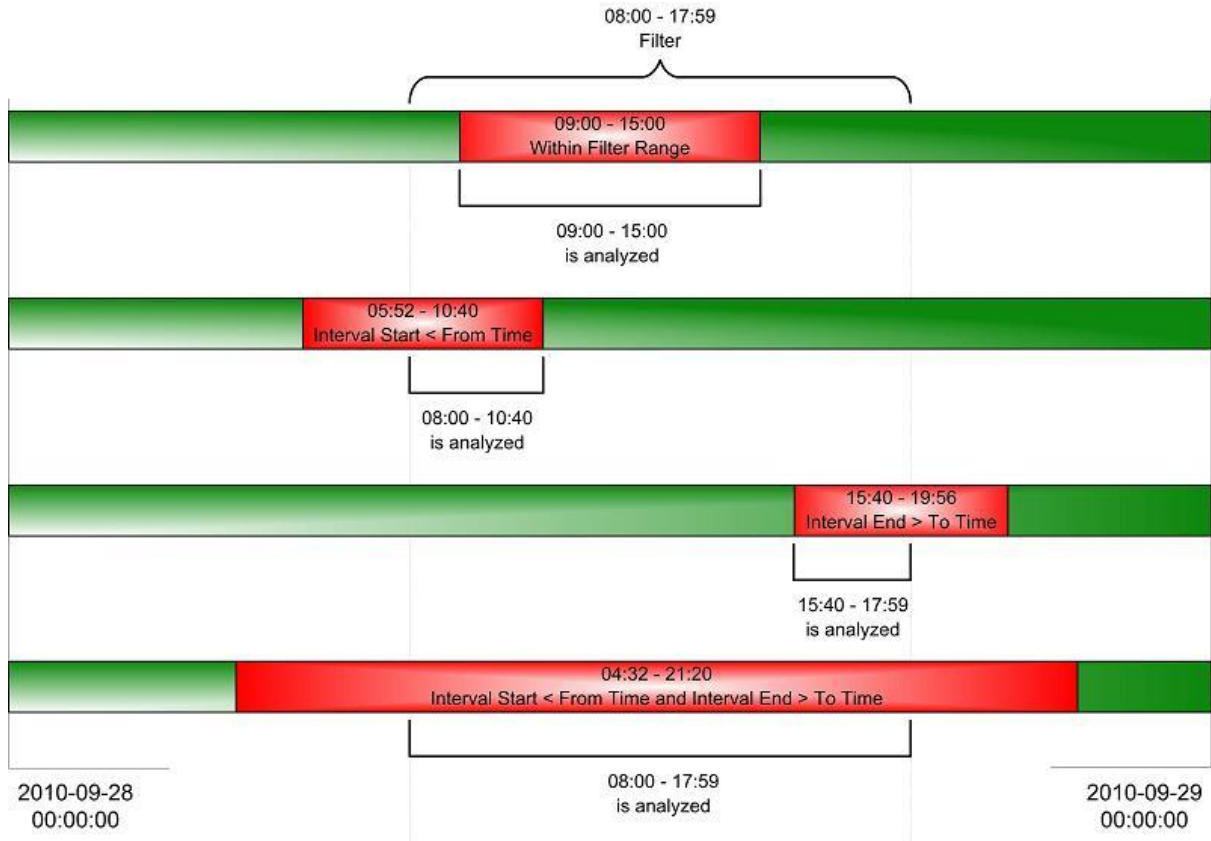 08:00 - 17:59
Filter
09:00 - 15:00
Within Filter Range
09:00 - 15:00
is analyzed
05:52 - 10:40
Interval Start < From Time
08:00 - 10:40
is analyzed
15:40 - 19:56
Interval End > To Time
15:40 - 17:59
is analyzed
04:32 - 21:20
Interval Start < From Time and Interval End > To Time
08:00 - 17:59
is analyzed
2010-09-28
00:00:00
2010-09-29
00:00:00